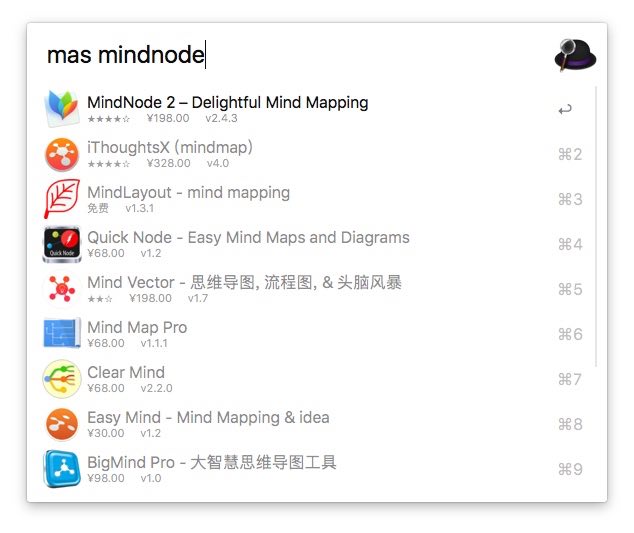 mas mindnode
MindNode 2 – Delightful Mind Mapping
★★★★☆ ¥198.00 v2.4.3
iThoughtsX (mindmap)
★★★★☆ ¥328.00 v4.0
⌘2
MindLayout - mind mapping
免费 v1.3.1
⌘3
Quick Node - Easy Mind Maps and Diagrams
¥68.00 v1.2
⌘4
Quick Node
Mind Vector - 思维导图, 流程图, & 头脑风暴
★★☆ ¥198.00 v1.7
⌘5
Mind Map Pro
¥68.00 v1.1.1
⌘6
Clear Mind
¥68.00 v2.2.0
⌘7
Easy Mind - Mind Mapping & idea
¥30.00 v1.2
⌘8
BigMind Pro - 大智慧思维导图工具
¥98.00 v1.0
⌘9